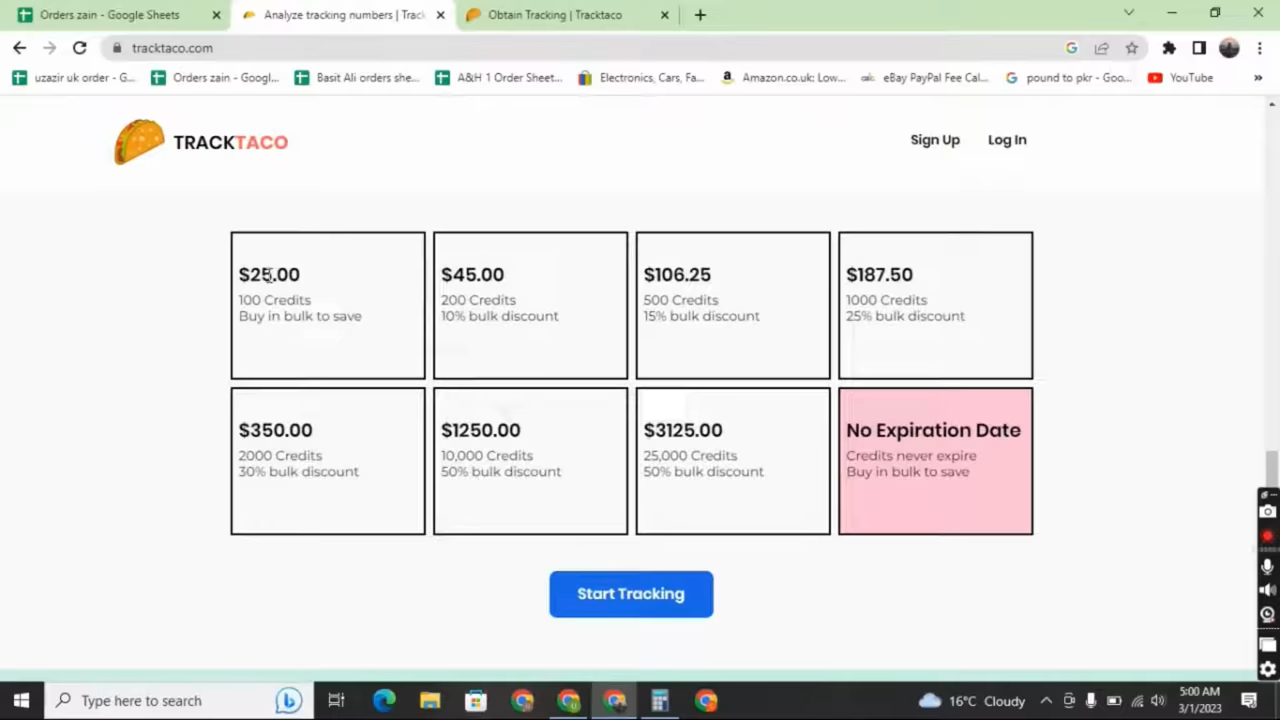 Orders zain - Google Sheets
Analyze tracking numbers | Track
Obtain Tracking | Tracktaco
tracktaco.com
uzazir uk order - G...
Orders zain - Googl...
Basit Ali orders she...
A&H 1 Order Sheet...
Electronics, Cars, Fa...
Amazon.co.uk: Low...
eBay PayPal Fee Cal...
pound to pkr - Goo...
YouTube
TRACKTACO
Sign Up
Log In
$25.00
100 Credits
Buy in bulk to save
$45.00
200 Credits
10% bulk discount
$106.25
500 Credits
15% bulk discount
$187.50
1000 Credits
25% bulk discount
$350.00
2000 Credits
30% bulk discount
$1250.00
10,000 Credits
50% bulk discount
$3125.00
25,000 Credits
50% bulk discount
No Expiration Date
Credits never expire
Buy in bulk to save
Start Tracking
Type here to search
16°C Cloudy
5:00 AM
3/1/2023